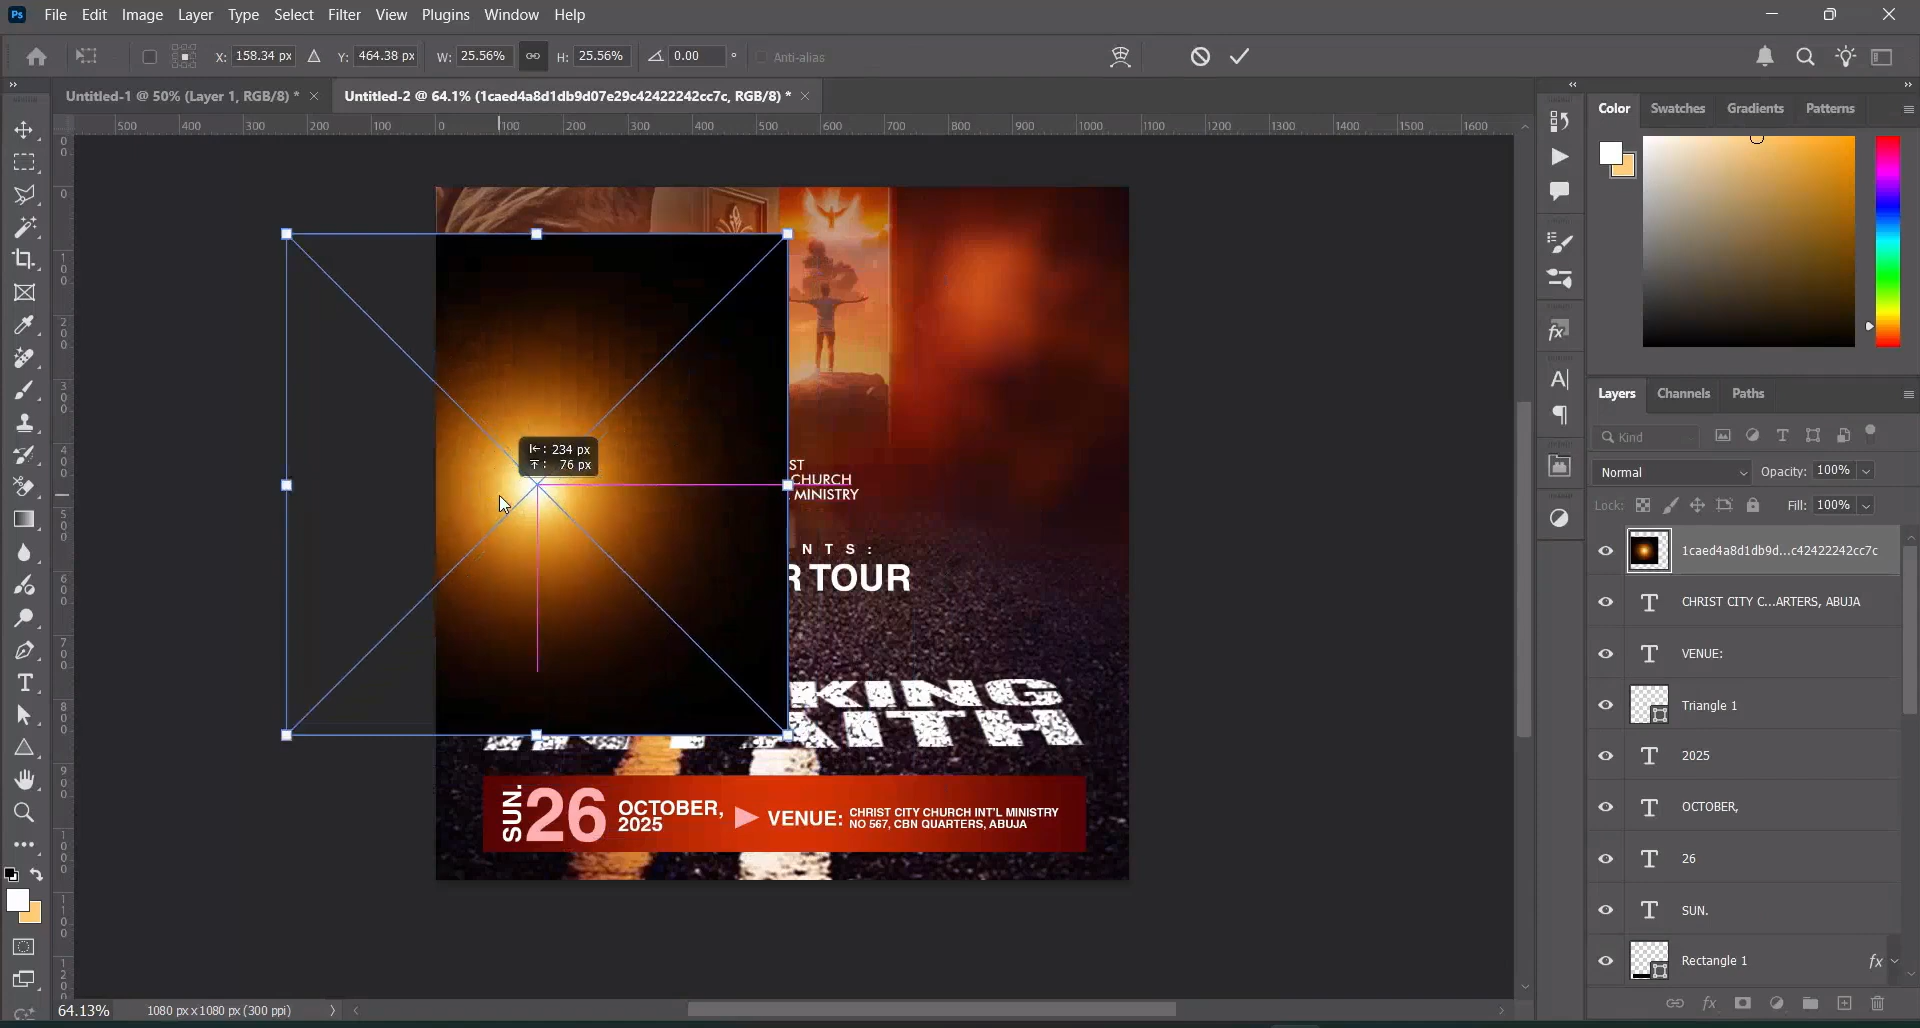 Ps File Edit Image Layer Type Select Filter View Plugins Window Help
X: 158.34 px Y: 464.38 px W: 25.56% H: 25.56% 0.00 ° Anti-alias
Untitled-1 @ 50% (Layer 1, RGB/8) * ×
Untitled-2 @ 64.1% (1caed4a8d1db9d07e29c42422242cc7c, RGB/8) * ×
500 400 300 200 100 0 100 200 300 400 500 600 700 800 900 1000 1100 1200 1300 1400 1500 1600
Color Swatches Gradients Patterns
234 px
76 px
ST
CHURCH
MINISTRY
NTS:
R TOUR
KING
IN FAITH
SUN.
26
OCTOBER,
2025
VENUE:
CHRIST CITY CHURCH INT'L MINISTRY
NO 567, CBN QUARTERS, ABUJA
Layers Channels Paths
Kind
Normal Opacity: 100%
Lock: Fill: 100%
1caed4a8d1db9d...c42422242cc7c
CHRIST CITY C...ARTERS, ABUJA
VENUE:
Triangle 1
2025
OCTOBER,
26
SUN.
Rectangle 1 fx
64.13% 1080 px x 1080 px (300 ppi)